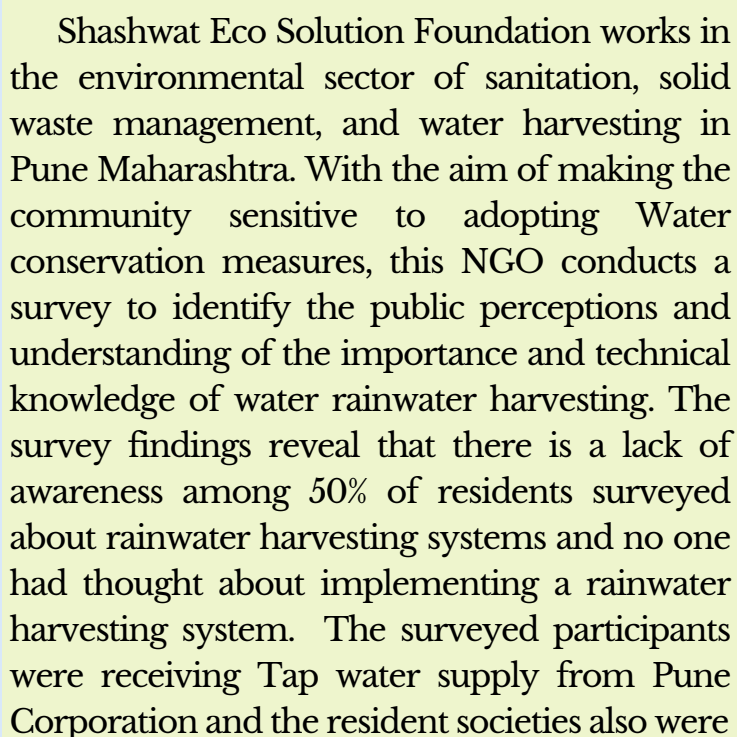 Shashwat Eco Solution Foundation works in
the environmental sector of sanitation, solid
waste management, and water harvesting in
Pune Maharashtra. With the aim of making the
community sensitive to adopting Water
conservation measures, this NGO conducts a
survey to identify the public perceptions and
understanding of the importance and technical
knowledge of water rainwater harvesting. The
survey findings reveal that there is a lack of
awareness among 50% of residents surveyed
about rainwater harvesting systems and no one
had thought about implementing a rainwater
harvesting system. The surveyed participants
were receiving Tap water supply from Pune
Corporation and the resident societies also were